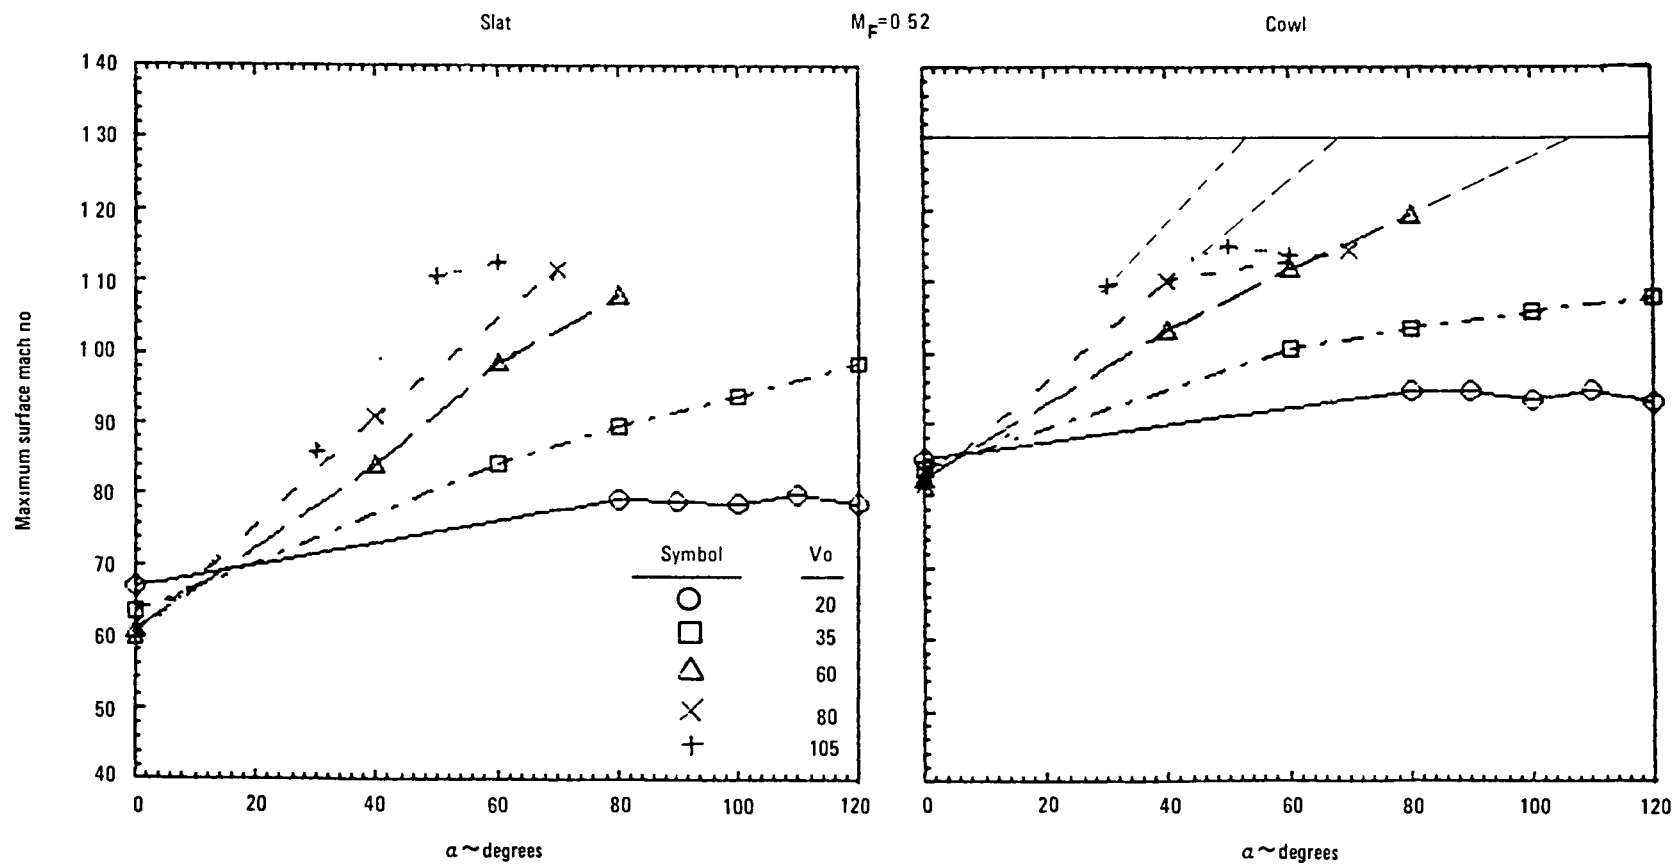 Slat
M_F=0 52
Cowl
Maximum surface mach no
1 40
1 30
1 20
1 10
1 00
90
80
70
60
50
40
0 20 40 60 80 100 120
α ~ degrees
Symbol Vo
20
35
60
80
105
0 20 40 60 80 100 120
α ~ degrees